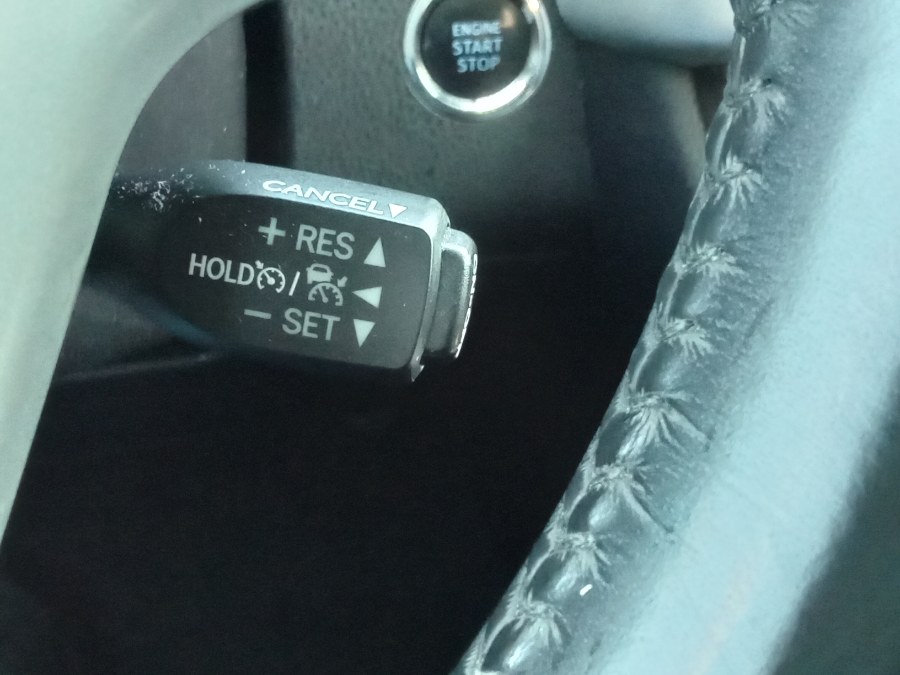 ENGINE
START
STOP
CANCEL▼
+ RES ▲
HOLD / ◀
− SET ▼